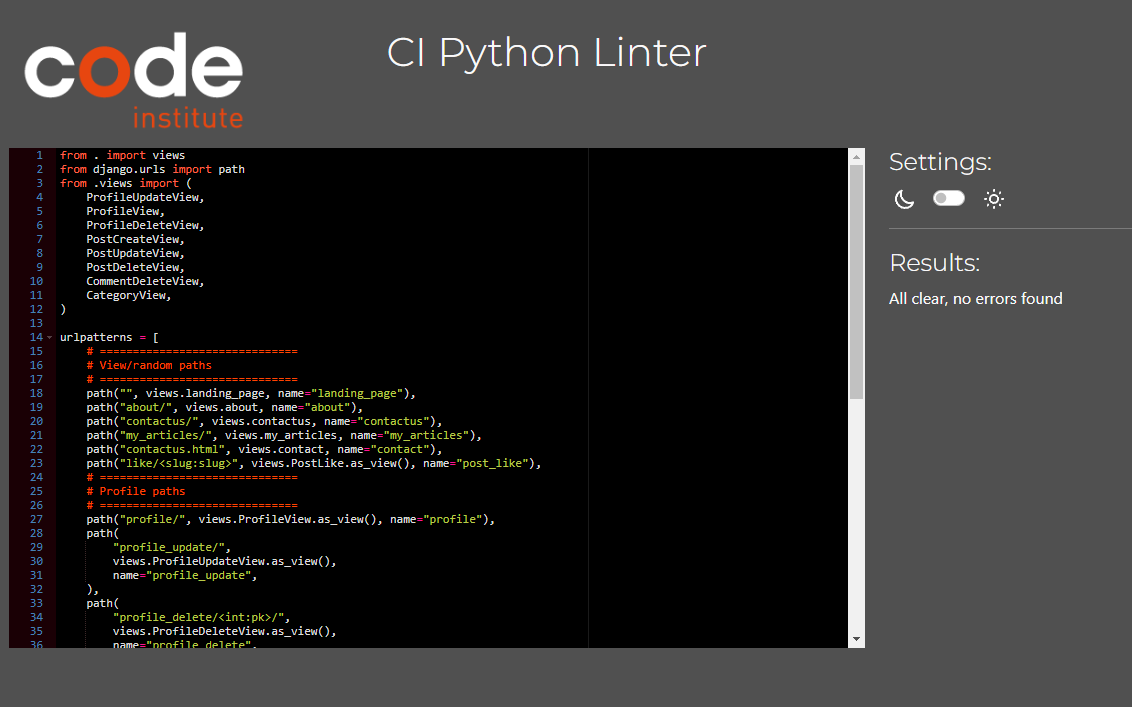 code
institute
CI Python Linter
1 from . import views
2 from django.urls import path
3 from .views import (
4     ProfileUpdateView,
5     ProfileView,
6     ProfileDeleteView,
7     PostCreateView,
8     PostUpdateView,
9     PostDeleteView,
10     CommentDeleteView,
11     CategoryView,
12 )
13
14 urlpatterns = [
15     # ==============================
16     # View/random paths
17     # ==============================
18     path("", views.landing_page, name="landing_page"),
19     path("about/", views.about, name="about"),
20     path("contactus/", views.contactus, name="contactus"),
21     path("my_articles/", views.my_articles, name="my_articles"),
22     path("contactus.html", views.contact, name="contact"),
23     path("like/<slug:slug>", views.PostLike.as_view(), name="post_like"),
24     # ==============================
25     # Profile paths
26     # ==============================
27     path("profile/", views.ProfileView.as_view(), name="profile"),
28     path(
29         "profile_update/",
30         views.ProfileUpdateView.as_view(),
31         name="profile_update",
32     ),
33     path(
34         "profile_delete/<int:pk>/",
35         views.ProfileDeleteView.as_view(),
36         name="profile_delete",
Settings:
Results:
All clear, no errors found